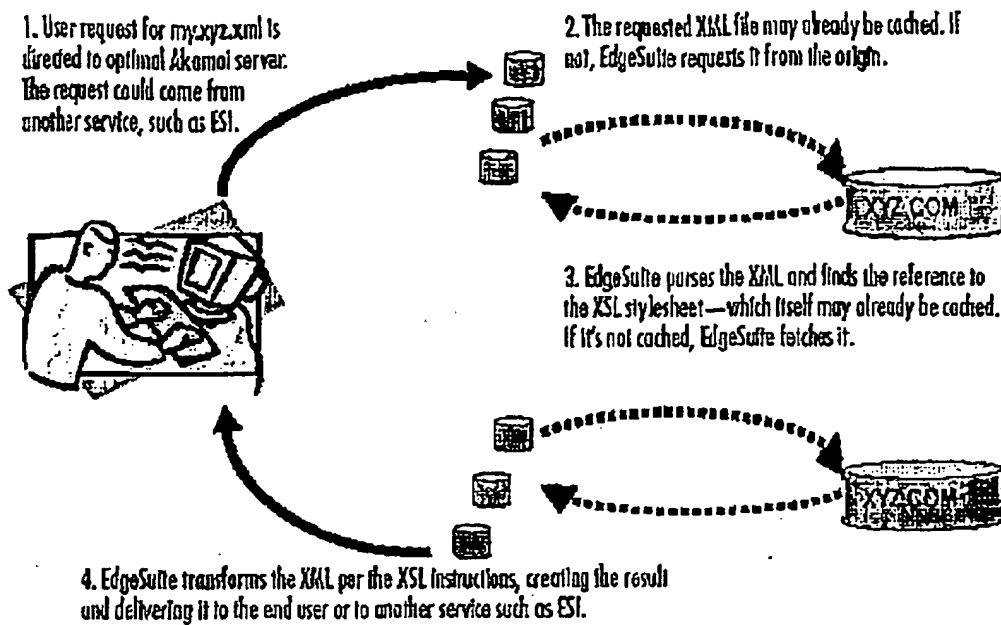 1. User request for my.xyz.xml is
directed to optimal Akamai server.
The request could come from
another service, such as ESI.
2. The requested XML file may already be cached. If
not, EdgeSuite requests it from the origin.
XYZ.COM
3. EdgeSuite parses the XML and finds the reference to
the XSL stylesheet—which itself may already be cached.
If it's not cached, EdgeSuite fetches it.
XYZ.COM
4. EdgeSuite transforms the XML per the XSL instructions, creating the result
and delivering it to the end user or to another service such as ESI.